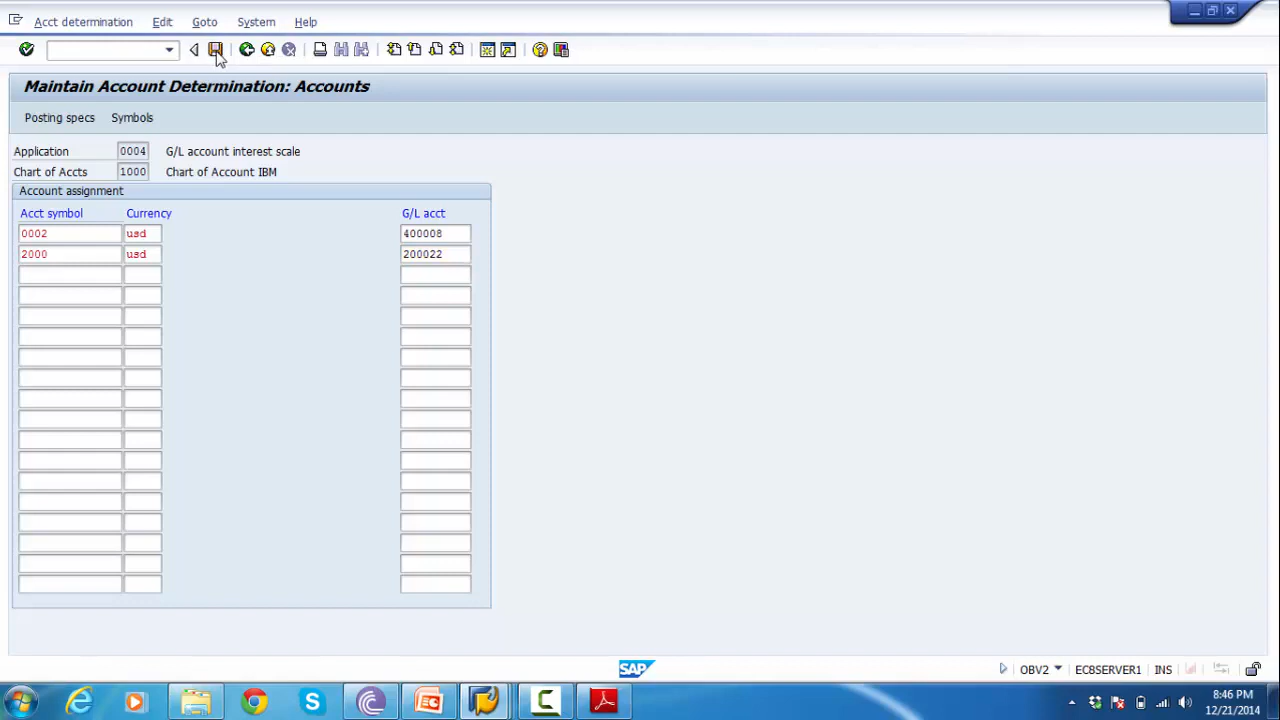 Acct determination Edit Goto System Help
Maintain Account Determination: Accounts
Posting specs Symbols
Application 0004 G/L account interest scale
Chart of Accts 1000 Chart of Account IBM
Account assignment
Acct symbol Currency G/L acct
0002 usd 400008
2000 usd 200022
SAP
OBV2 EC8SERVER1 INS
8:46 PM
12/21/2014